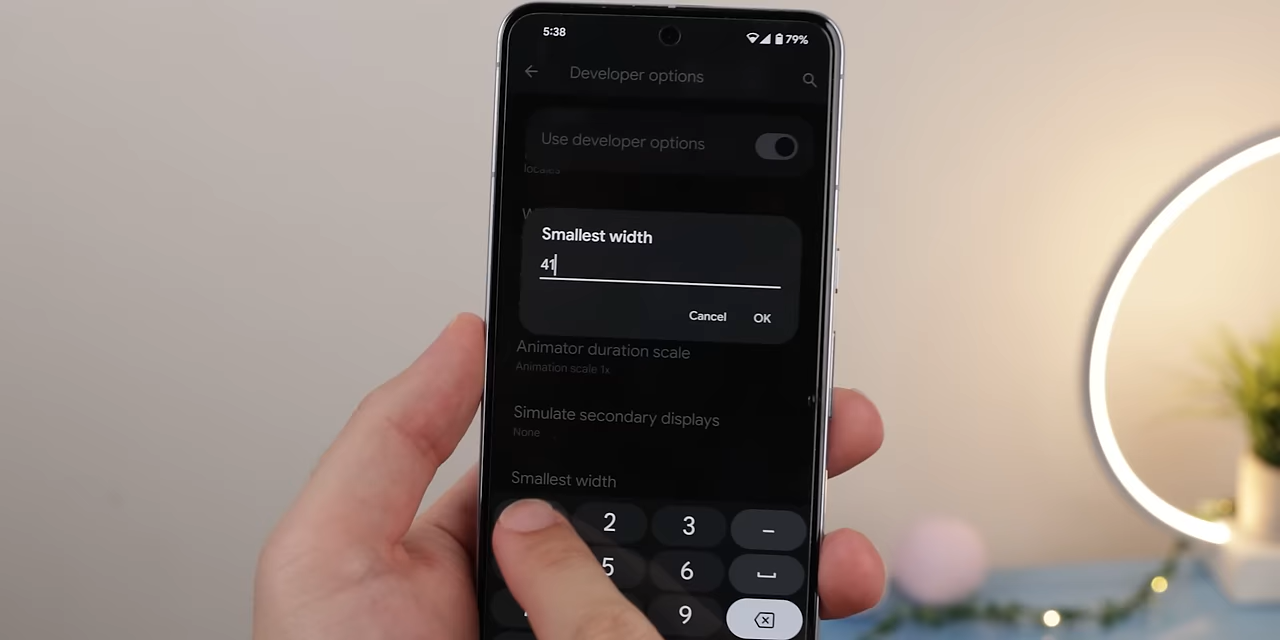 5:38
79%
Developer options
Use developer options
locales
Smallest width
41
Cancel
OK
Animator duration scale
Animation scale 1x
Simulate secondary displays
None
Smallest width
2
3
5
6
9